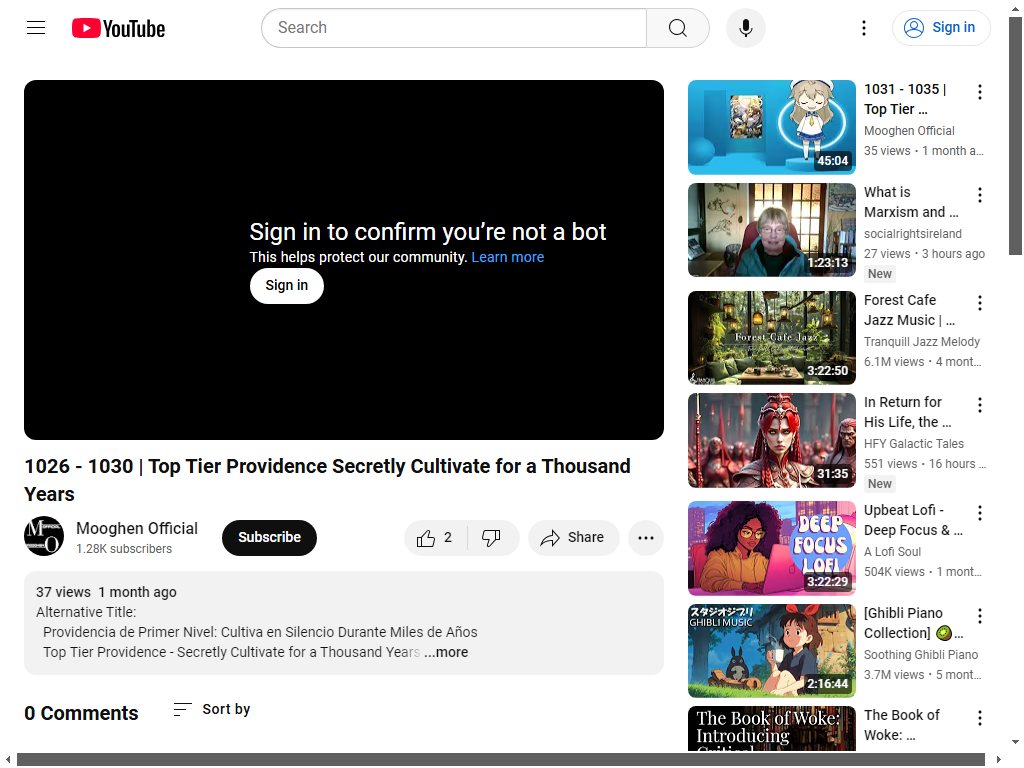 YouTube
Search
Sign in
Sign in to confirm you’re not a bot
This helps protect our community. Learn more
Sign in
1026 - 1030 | Top Tier Providence Secretly Cultivate for a Thousand
Years
Mooghen Official
1.28K subscribers
Subscribe
2
Share
37 views 1 month ago
Alternative Title:
Providencia de Primer Nivel: Cultiva en Silencio Durante Miles de Años
Top Tier Providence - Secretly Cultivate for a Thousand Years ...more
0 Comments
Sort by
45:04
1031 - 1035 |
Top Tier ...
Mooghen Official
35 views • 1 month a...
1:23:13
What is
Marxism and ...
socialrightsireland
27 views • 3 hours ago
New
Forest Cafe Jazz
3:22:50
Forest Cafe
Jazz Music | ...
Tranquill Jazz Melody
6.1M views • 4 mont...
31:35
In Return for
His Life, the ...
HFY Galactic Tales
551 views • 16 hours ...
New
DEEP
FOCUS
LOFI
3:22:29
Upbeat Lofi -
Deep Focus & ...
A Lofi Soul
504K views • 1 mont...
スタジオジブリ
GHIBLI MUSIC
2:16:44
[Ghibli Piano
Collection] 🥝...
Soothing Ghibli Piano
3.7M views • 5 mont...
The Book of Woke:
Introducing
The Book of
Woke: ...